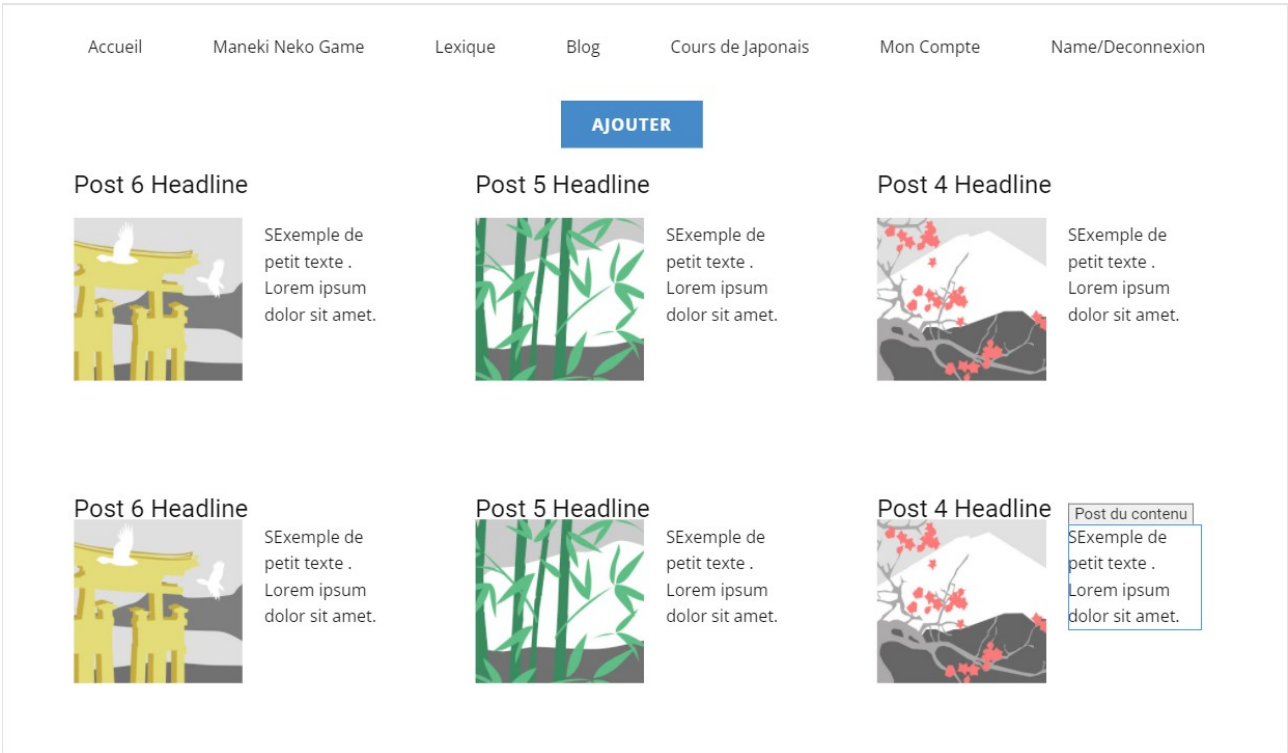 Accueil Maneki Neko Game Lexique Blog Cours de Japonais Mon Compte Name/Deconnexion
AJOUTER
Post 6 Headline
SExemple de
petit texte .
Lorem ipsum
dolor sit amet.
Post 5 Headline
SExemple de
petit texte .
Lorem ipsum
dolor sit amet.
Post 4 Headline
SExemple de
petit texte .
Lorem ipsum
dolor sit amet.
Post 6 Headline
SExemple de
petit texte .
Lorem ipsum
dolor sit amet.
Post 5 Headline
SExemple de
petit texte .
Lorem ipsum
dolor sit amet.
Post 4 Headline
Post du contenu
SExemple de
petit texte .
Lorem ipsum
dolor sit amet.